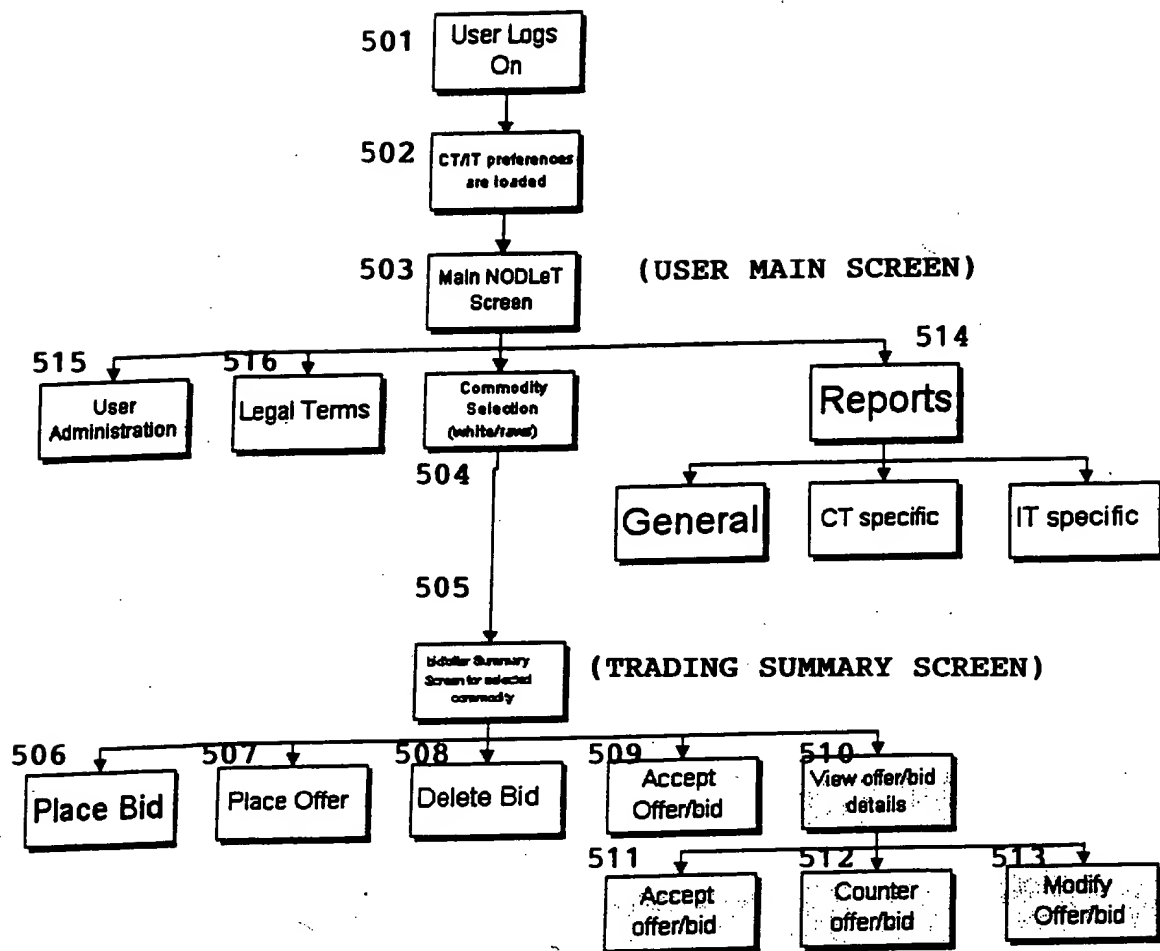 501
User Logs
On
502
CT/IT preferences
are loaded
503
Main NODLeT
Screen
(USER MAIN SCREEN)
515
User
Administration
516
Legal Terms
Commodity
Selection
(white/raws)
504
514
Reports
General
CT specific
IT specific
505
Bid/offer Summary
Screen for selected
commodity
(TRADING SUMMARY SCREEN)
506
Place Bid
507
Place Offer
508
Delete Bid
509
Accept
Offer/bid
510
View offer/bid
details
511
Accept
offer/bid
512
Counter
offer/bid
513
Modify
Offer/bid